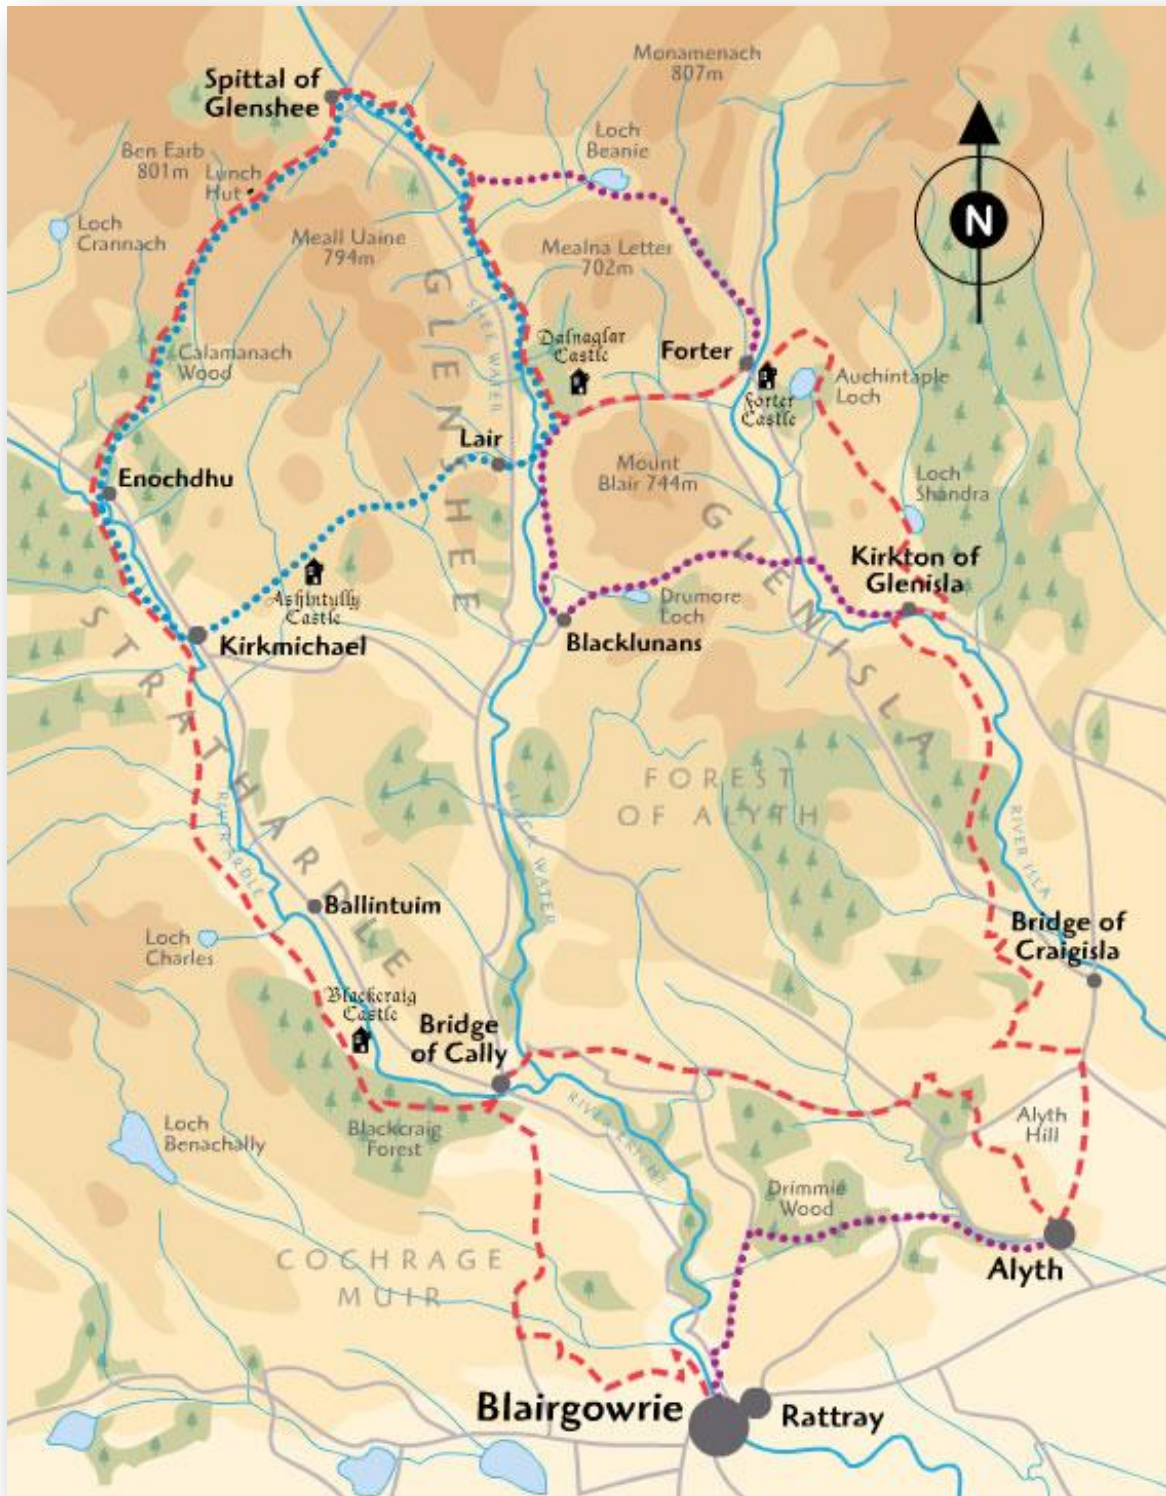 Monamenach
807m
Spittal of
Glenshee
Loch
Beanie
Ben Earb
801m
Lunch
Hut
N
Loch
Crannach
Meall Uaine
794m
Mealna Letter
702m
GLENSHEE
SHEE WATER
Dalnaglar
Castle
Calamanach
Wood
Forter
Auchintaple
Loch
Forter
Castle
Lair
Enochdhu
Mount
Blair 744m
Loch
Shandra
GLENISLA
Kirkton of
Glenisla
Ashintully
Castle
Drumore
Loch
STRATHARDLE
Kirkmichael
Blacklunans
FOREST
OF ALYTH
RIVER ARDLE
BLACK WATER
RIVER ISLA
Ballintuim
Bridge of
Craigisla
Loch
Charles
Blackcraig
Castle
Bridge
of Cally
RIVER ERICHT
Loch
Benachally
Blackcraig
Forest
Alyth
Hill
Drimmie
Wood
COCHRAGE
MUIR
Alyth
Blairgowrie
Rattray